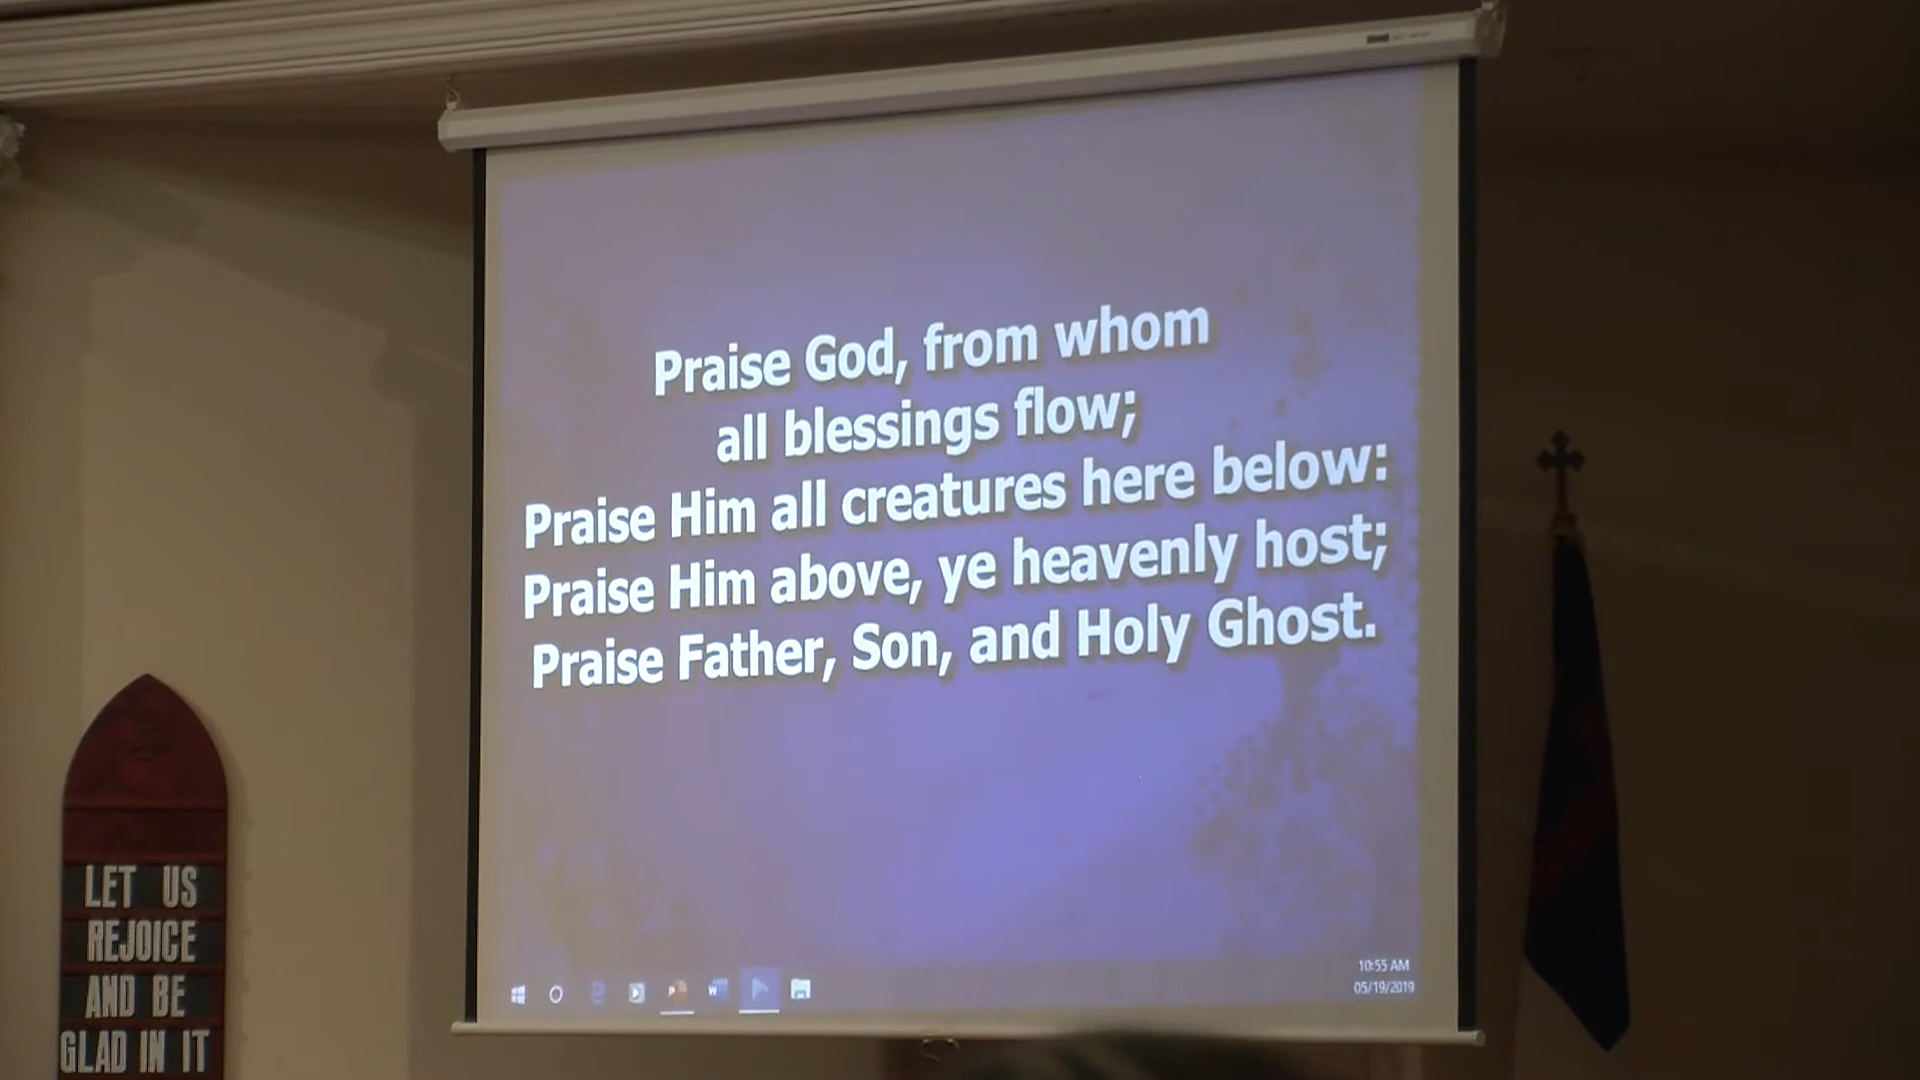 Praise God, from whom
all blessings flow;
Praise Him all creatures here below:
Praise Him above, ye heavenly host;
Praise Father, Son, and Holy Ghost.
10:55 AM
05/19/2019
LET US
REJOICE
AND BE
GLAD IN IT